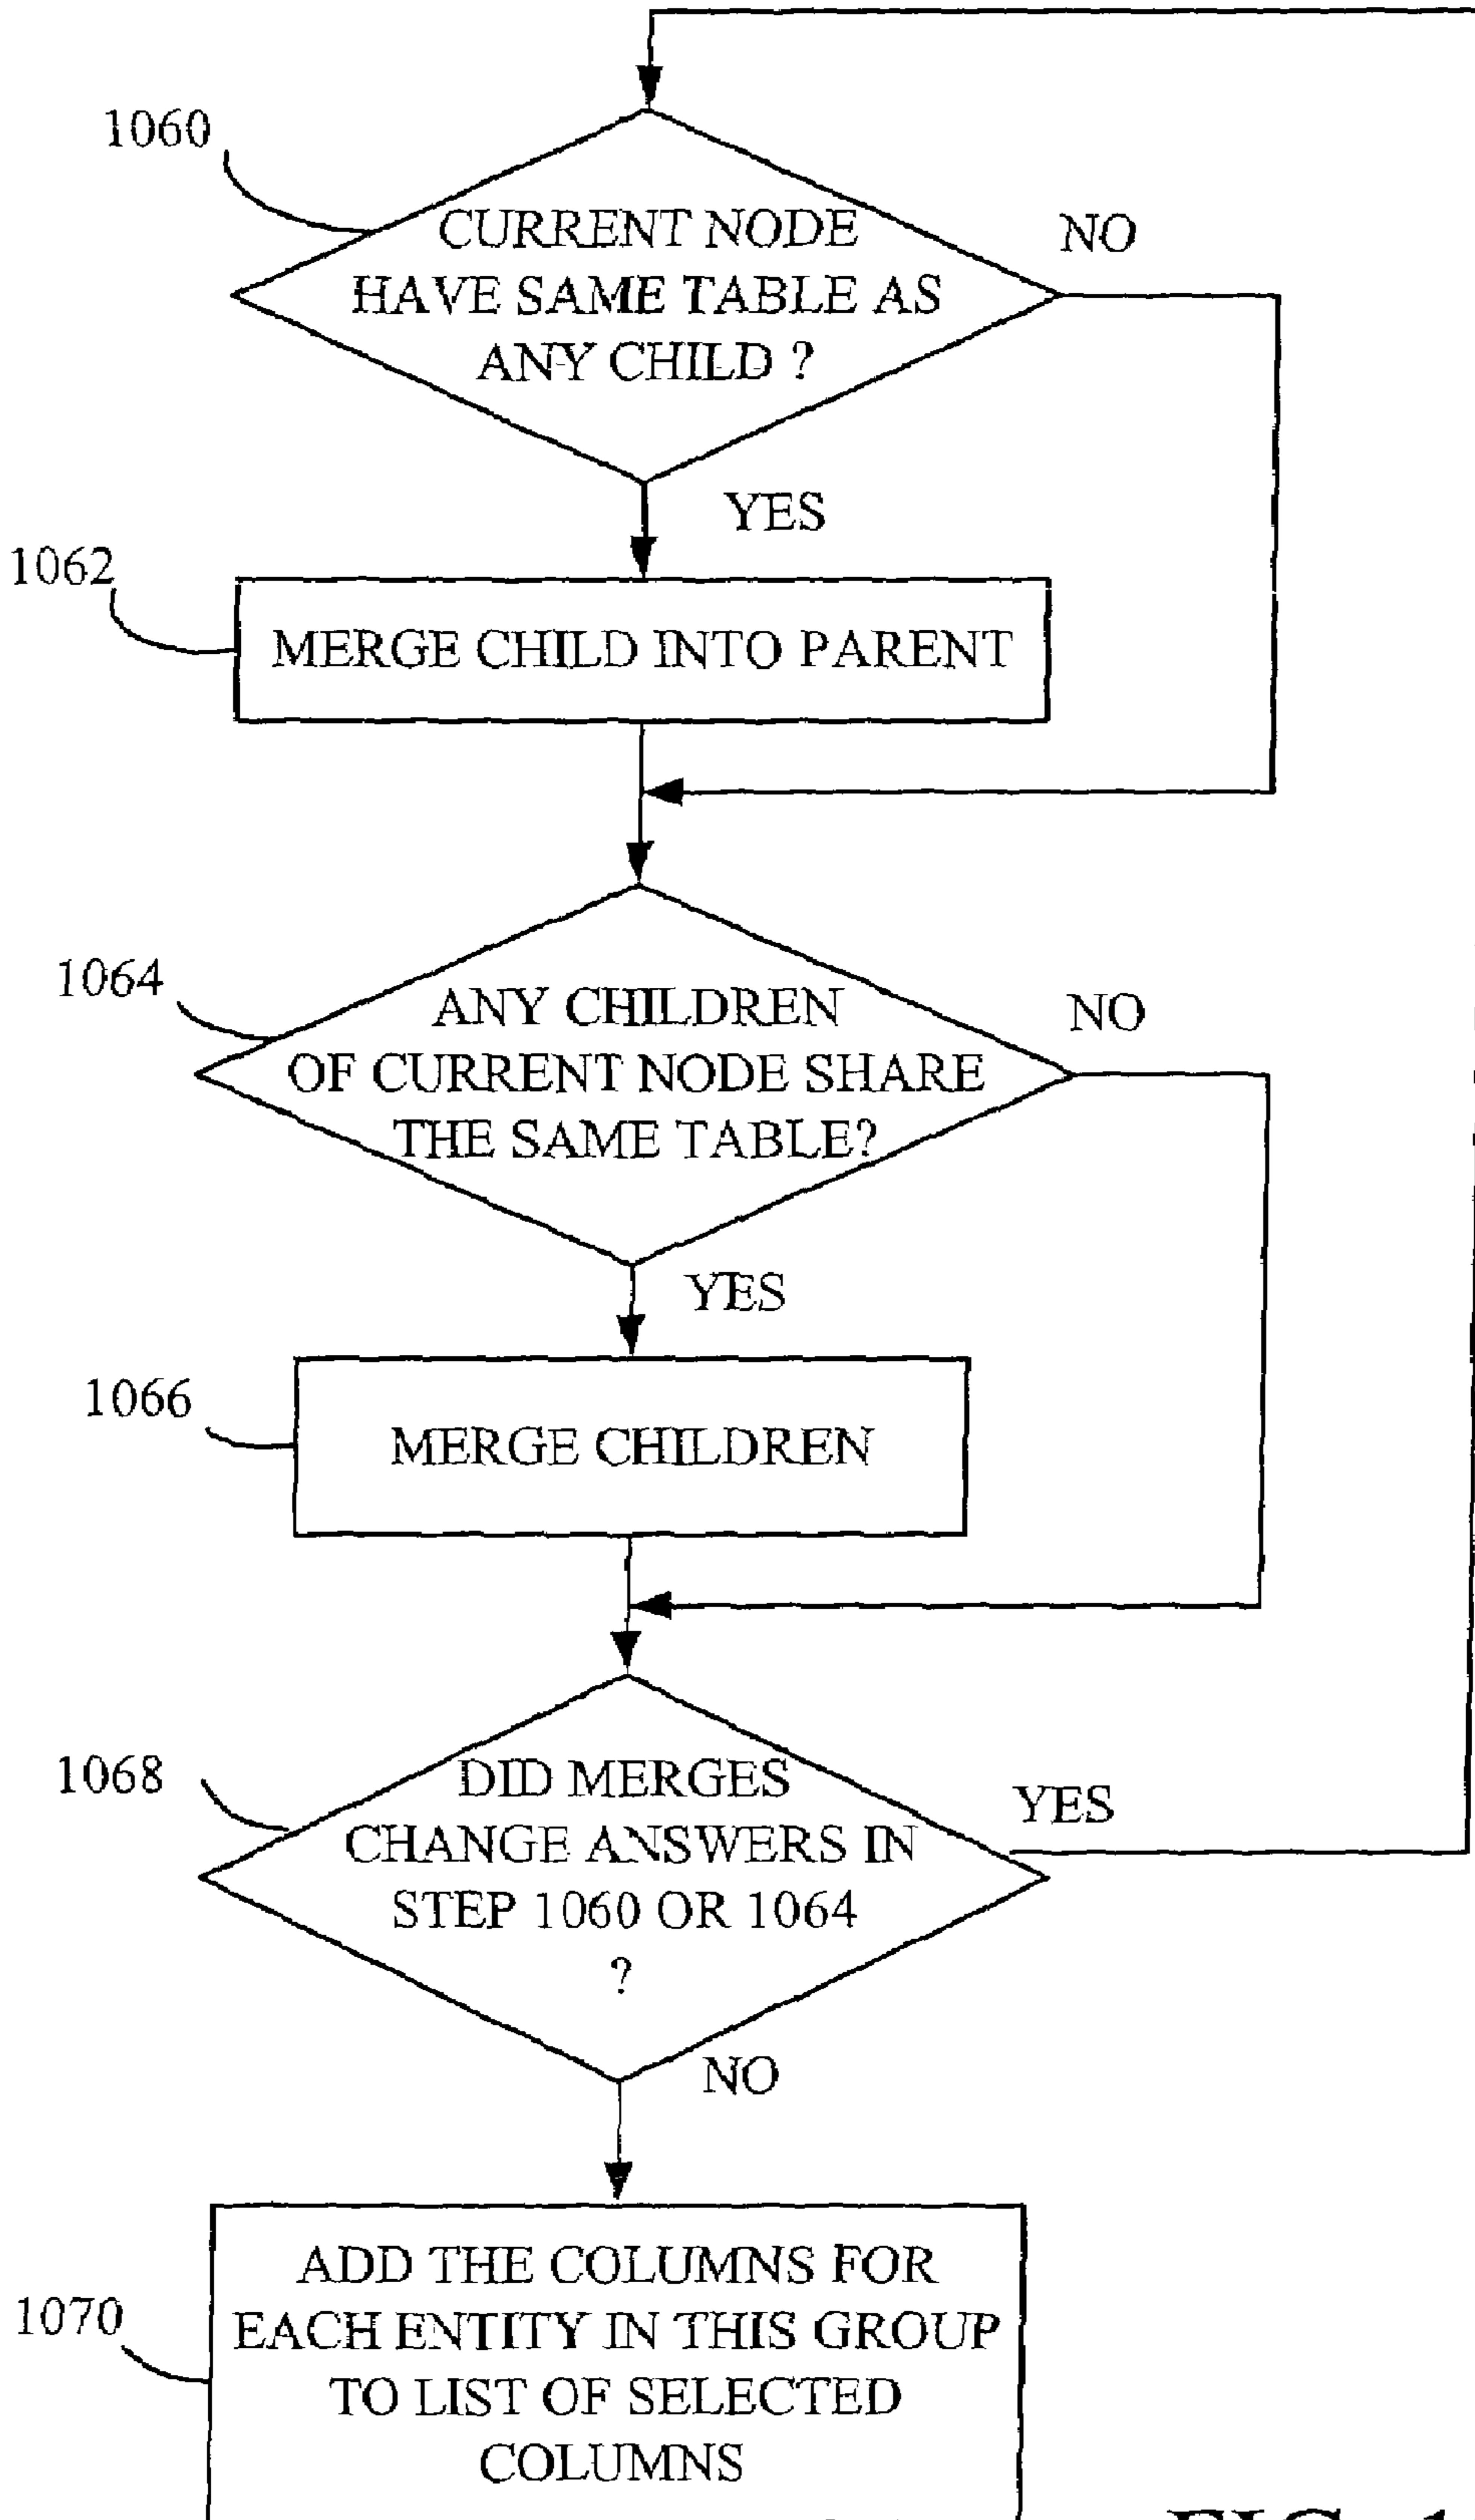 1060
CURRENT NODE
HAVE SAME TABLE AS
ANY CHILD ?
NO
YES
1062
MERGE CHILD INTO PARENT
1064
ANY CHILDREN
OF CURRENT NODE SHARE
THE SAME TABLE?
NO
YES
1066
MERGE CHILDREN
1068
DID MERGES
CHANGE ANSWERS IN
STEP 1060 OR 1064
?
YES
NO
1070
ADD THE COLUMNS FOR
EACH ENTITY IN THIS GROUP
TO LIST OF SELECTED
COLUMNS